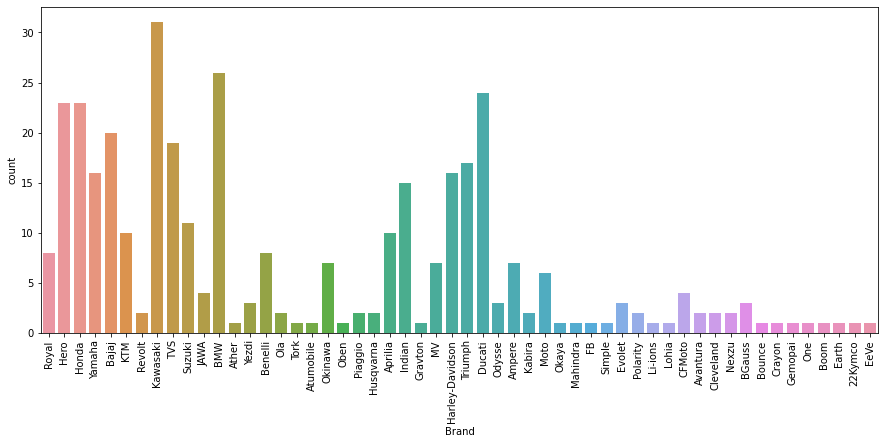 30
25
20
15
10
5
0
count
Royal
Hero
Honda
Yamaha
Bajaj
KTM
Revolt
Kawasaki
TVS
Suzuki
JAWA
BMW
Ather
Yezdi
Benelli
Ola
Tork
Atumobile
Okinawa
Oben
Piaggio
Husqvarna
Aprilia
Indian
Gravton
MV
Harley-Davidson
Triumph
Ducati
Odysse
Ampere
Kabira
Moto
Okaya
Mahindra
FB
Simple
Evolet
Polarity
Li-ions
Lohia
CFMoto
Avantura
Cleveland
Nexzu
BGauss
Bounce
Crayon
Gemopai
One
Boom
Earth
22Kymco
EeVe
Brand